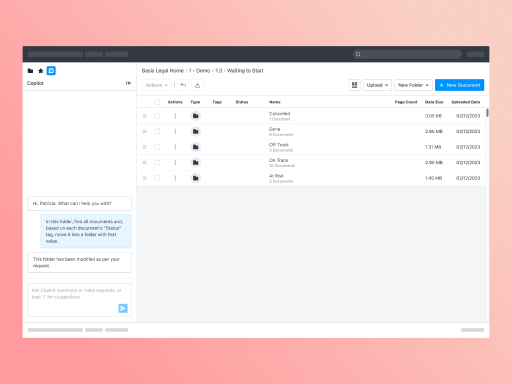 Basis Legal Home / 1 - Demo / 1.3 - Waiting to Start
Copilot
Actions
Upload
New Folder
+ New Document
Actions Type Tags Status Name Page Count Data Size Uploaded Date
Cancelled 3.05 KB 02/12/2023
1 Document
Done 2.95 MB 02/12/2023
6 Documents
Off Track 1.31 MB 02/12/2023
3 Documents
On Track 2.95 MB 02/12/2023
10 Documents
At Risk 1.45 MB 02/12/2023
3 Documents
Hi, Patricia. What can I help you with?
In this folder, find all documents and,
based on each document's "Status"
tag, move it into a folder with that
value.
This folder has been modified as per your
request.
Ask Copilot questions or make requests, or
type '/' for suggestions.